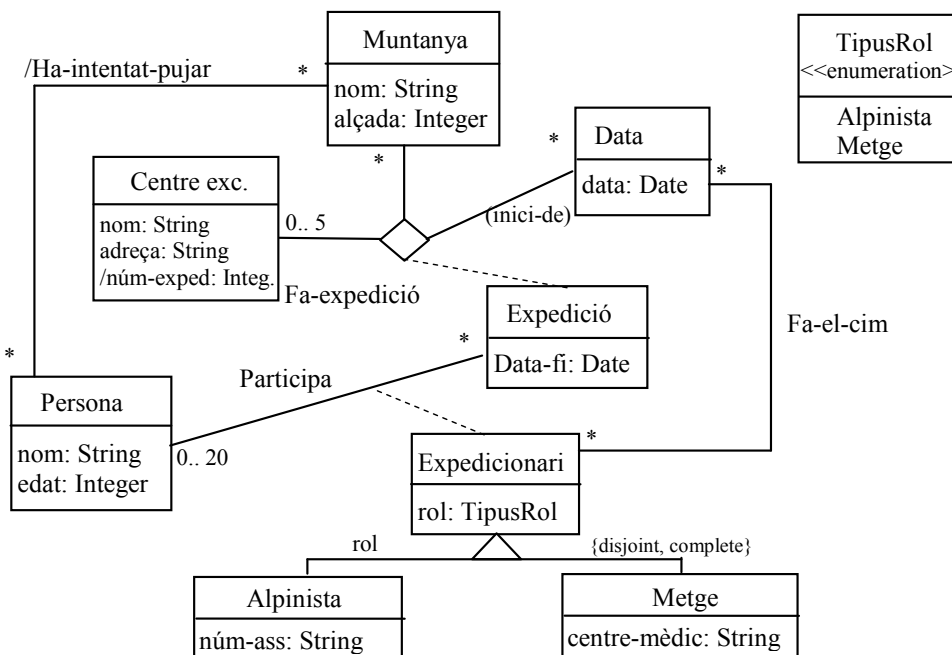 Muntanya
nom: String
alçada: Integer
TipusRol
<<enumeration>
Alpinista
Metge
/Ha-intentat-pujar
*
*
*
Data
data: Date
*
Centre exc.
nom: String
adreça: String
/núm-exped: Integ.
0.. 5
(inici-de)
Fa-expedició
Expedició
Data-fi: Date
Fa-el-cim
*
*
Participa
Persona
nom: String
edat: Integer
0.. 20
*
Expedicionari
rol: TipusRol
rol
{disjoint, complete}
Alpinista
núm-ass: String
Metge
centre-mèdic: String